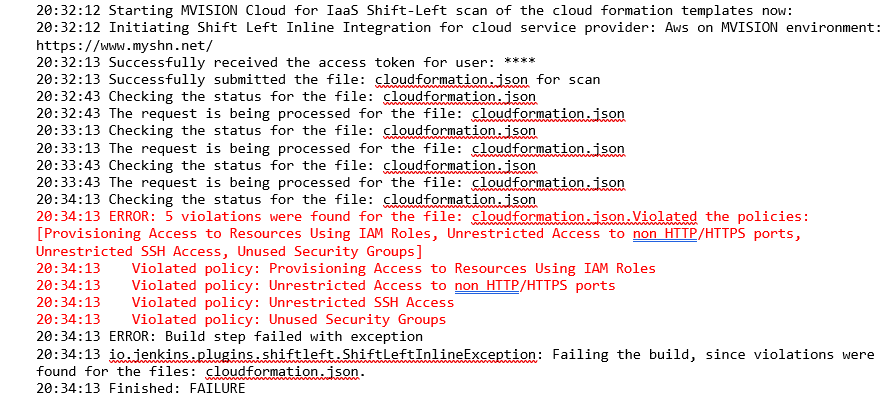 20:32:12 Starting MVISION Cloud for IaaS Shift-Left scan of the cloud formation templates now:
20:32:12 Initiating Shift Left Inline Integration for cloud service provider: Aws on MVISION environment:
https://www.myshn.net/
20:32:13 Successfully received the access token for user: ****
20:32:13 Successfully submitted the file: cloudformation.json for scan
20:32:43 Checking the status for the file: cloudformation.json
20:32:43 The request is being processed for the file: cloudformation.json
20:33:13 Checking the status for the file: cloudformation.json
20:33:13 The request is being processed for the file: cloudformation.json
20:33:43 Checking the status for the file: cloudformation.json
20:33:43 The request is being processed for the file: cloudformation.json
20:34:13 Checking the status for the file: cloudformation.json
20:34:13 ERROR: 5 violations were found for the file: cloudformation.json.Violated the policies:
[Provisioning Access to Resources Using IAM Roles, Unrestricted Access to non HTTP/HTTPS ports,
Unrestricted SSH Access, Unused Security Groups]
20:34:13    Violated policy: Provisioning Access to Resources Using IAM Roles
20:34:13    Violated policy: Unrestricted Access to non HTTP/HTTPS ports
20:34:13    Violated policy: Unrestricted SSH Access
20:34:13    Violated policy: Unused Security Groups
20:34:13 ERROR: Build step failed with exception
20:34:13 io.jenkins.plugins.shiftleft.ShiftLeftInlineException: Failing the build, since violations were
found for the files: cloudformation.json.
20:34:13 Finished: FAILURE